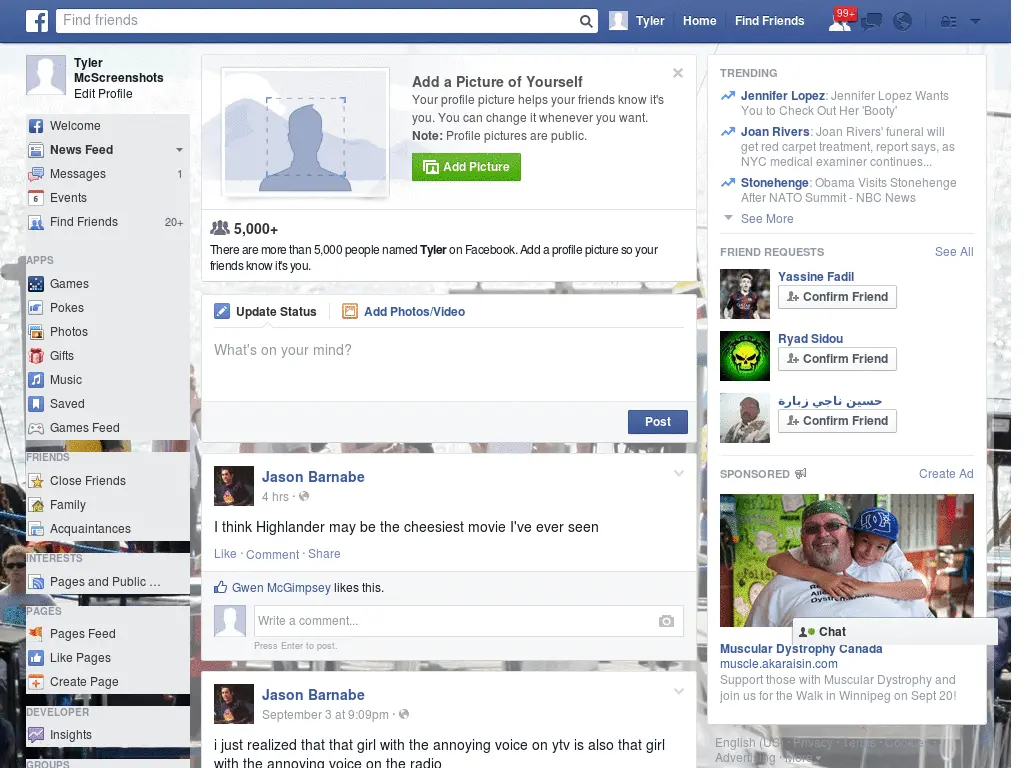 Find friends
Tyler
Home
Find Friends
99+
Tyler
McScreenshots
Edit Profile
Welcome
News Feed
Messages 1
Events
Find Friends 20+
APPS
Games
Pokes
Photos
Gifts
Music
Saved
Games Feed
FRIENDS
Close Friends
Family
Acquaintances
INTERESTS
Pages and Public ...
PAGES
Pages Feed
Like Pages
Create Page
DEVELOPER
Insights
GROUPS
Add a Picture of Yourself
Your profile picture helps your friends know it's
you. You can change it whenever you want.
Note: Profile pictures are public.
Add Picture
5,000+
There are more than 5,000 people named Tyler on Facebook. Add a profile picture so your
friends know it's you.
Update Status
Add Photos/Video
What's on your mind?
Post
Jason Barnabe
4 hrs ·
I think Highlander may be the cheesiest movie I've ever seen
Like · Comment · Share
Gwen McGimpsey likes this.
Write a comment...
Press Enter to post.
Jason Barnabe
September 3 at 9:09pm ·
i just realized that that girl with the annoying voice on ytv is also that girl
with the annoying voice on the radio
TRENDING
Jennifer Lopez: Jennifer Lopez Wants
You to Check Out Her 'Booty'
Joan Rivers: Joan Rivers' funeral will
get red carpet treatment, report says, as
NYC medical examiner continues...
Stonehenge: Obama Visits Stonehenge
After NATO Summit - NBC News
See More
FRIEND REQUESTS See All
Yassine Fadil
Confirm Friend
Ryad Sidou
Confirm Friend
حسين ناجي زبارة
Confirm Friend
SPONSORED Create Ad
Chat
Muscular Dystrophy Canada
muscle.akaraisin.com
Support those with Muscular Dystrophy and
join us for the Walk in Winnipeg on Sept 20!
English (US) · Privacy · Terms · Cookies ·
Advertising · More